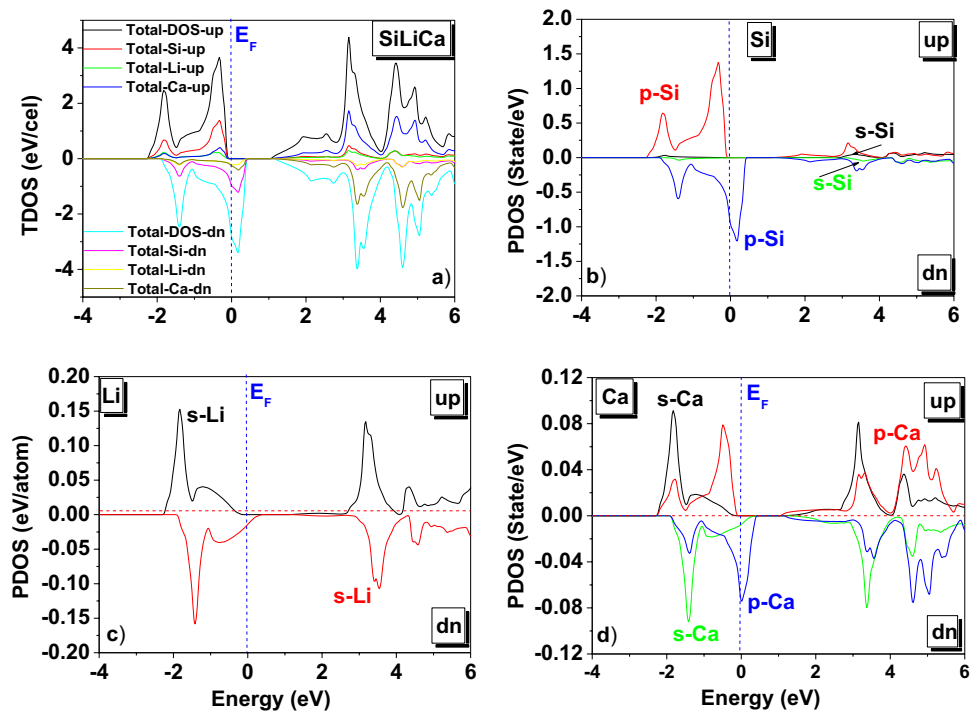 Total-DOS-up
Total-Si-up
Total-Li-up
Total-Ca-up
E_F
SiLiCa
4
2
0
-2
-4
TDOS (eV/cel)
Total-DOS-dn
Total-Si-dn
Total-Li-dn
Total-Ca-dn
a)
-4 -2 0 2 4 6
Si
up
2.0
1.5
1.0
0.5
0.0
-0.5
-1.0
-1.5
-2.0
PDOS (State/eV)
p-Si
s-Si
s-Si
p-Si
b)
dn
-4 -2 0 2 4 6
Li
E_F
up
0.20
0.15
0.10
0.05
0.00
-0.05
-0.10
-0.15
-0.20
PDOS (eV/atom)
s-Li
s-Li
c)
dn
-4 -2 0 2 4 6
Energy (eV)
Ca
E_F
up
0.12
0.08
0.04
0.00
-0.04
-0.08
-0.12
PDOS (State/eV)
s-Ca
p-Ca
p-Ca
s-Ca
d)
dn
-4 -2 0 2 4 6
Energy (eV)